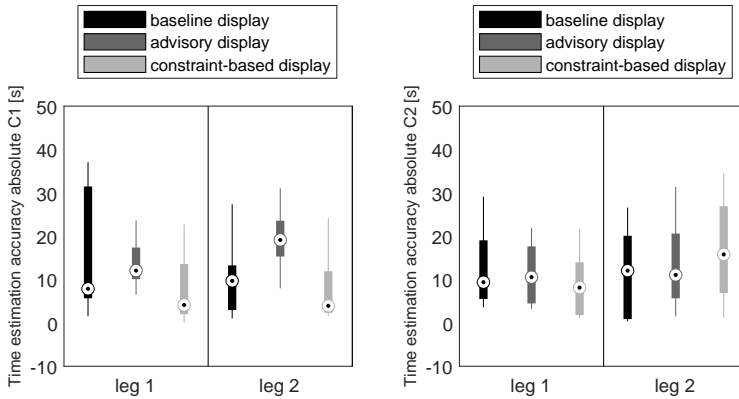 baseline display
advisory display
constraint-based display
Time estimation accuracy absolute C1 [s]
50
40
30
20
10
0
-10
leg 1
leg 2
baseline display
advisory display
constraint-based display
Time estimation accuracy absolute C2 [s]
50
40
30
20
10
0
-10
leg 1
leg 2